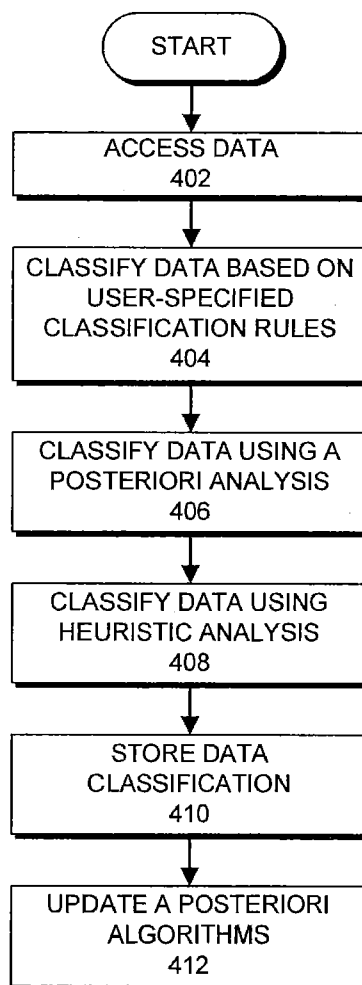 START
ACCESS DATA
402
CLASSIFY DATA BASED ON
USER-SPECIFIED
CLASSIFICATION RULES
404
CLASSIFY DATA USING A
POSTERIORI ANALYSIS
406
CLASSIFY DATA USING
HEURISTIC ANALYSIS
408
STORE DATA
CLASSIFICATION
410
UPDATE A POSTERIORI
ALGORITHMS
412